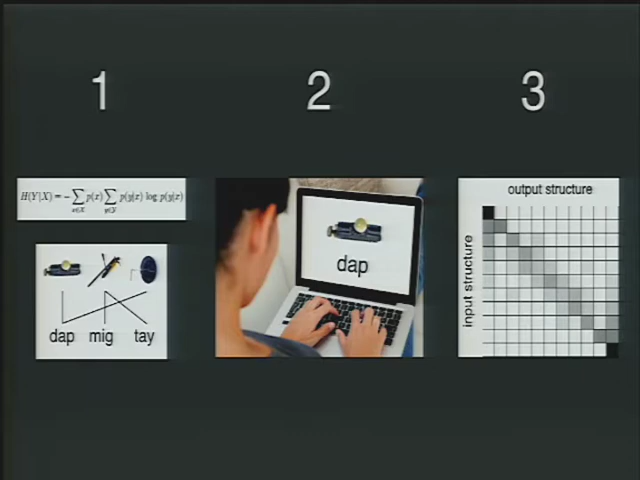 1
2
3
H(Y|X) = -∑x∈X p(x) ∑y∈Y p(y|x) log p(y|x)
output structure
input structure
dap
dap mig tay